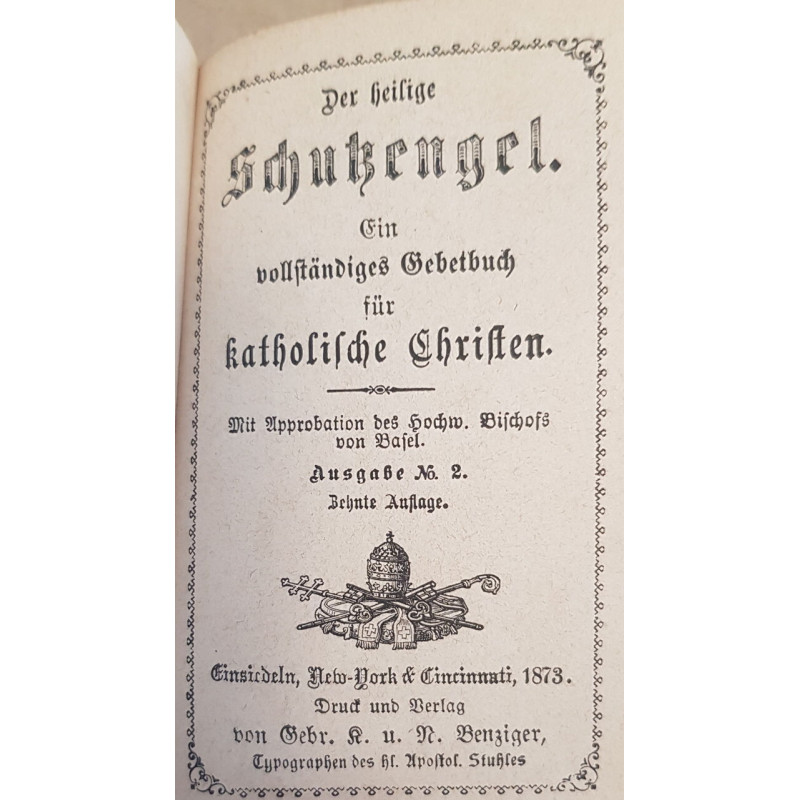 Der heilige
Schutzengel.
Ein
vollständiges Gebetbuch
für
katholische Christen.
Mit Approbation des Hochw. Bischofs
von Basel.
Ausgabe No. 2.
Zehnte Auflage.
Einsiedeln, New-York & Cincinnati, 1873.
Druck und Verlag
von Gebr. K. u. N. Benziger,
Typographen des hl. Apostol. Stuhles